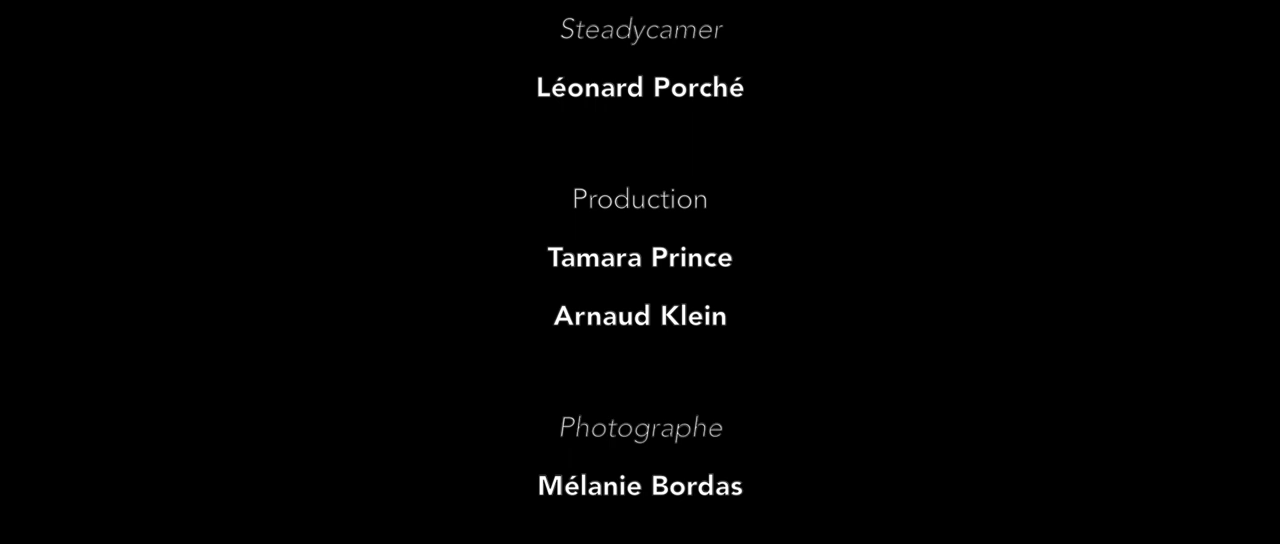 Steadycamer
Léonard Porché
Production
Tamara Prince
Arnaud Klein
Photographe
Mélanie Bordas